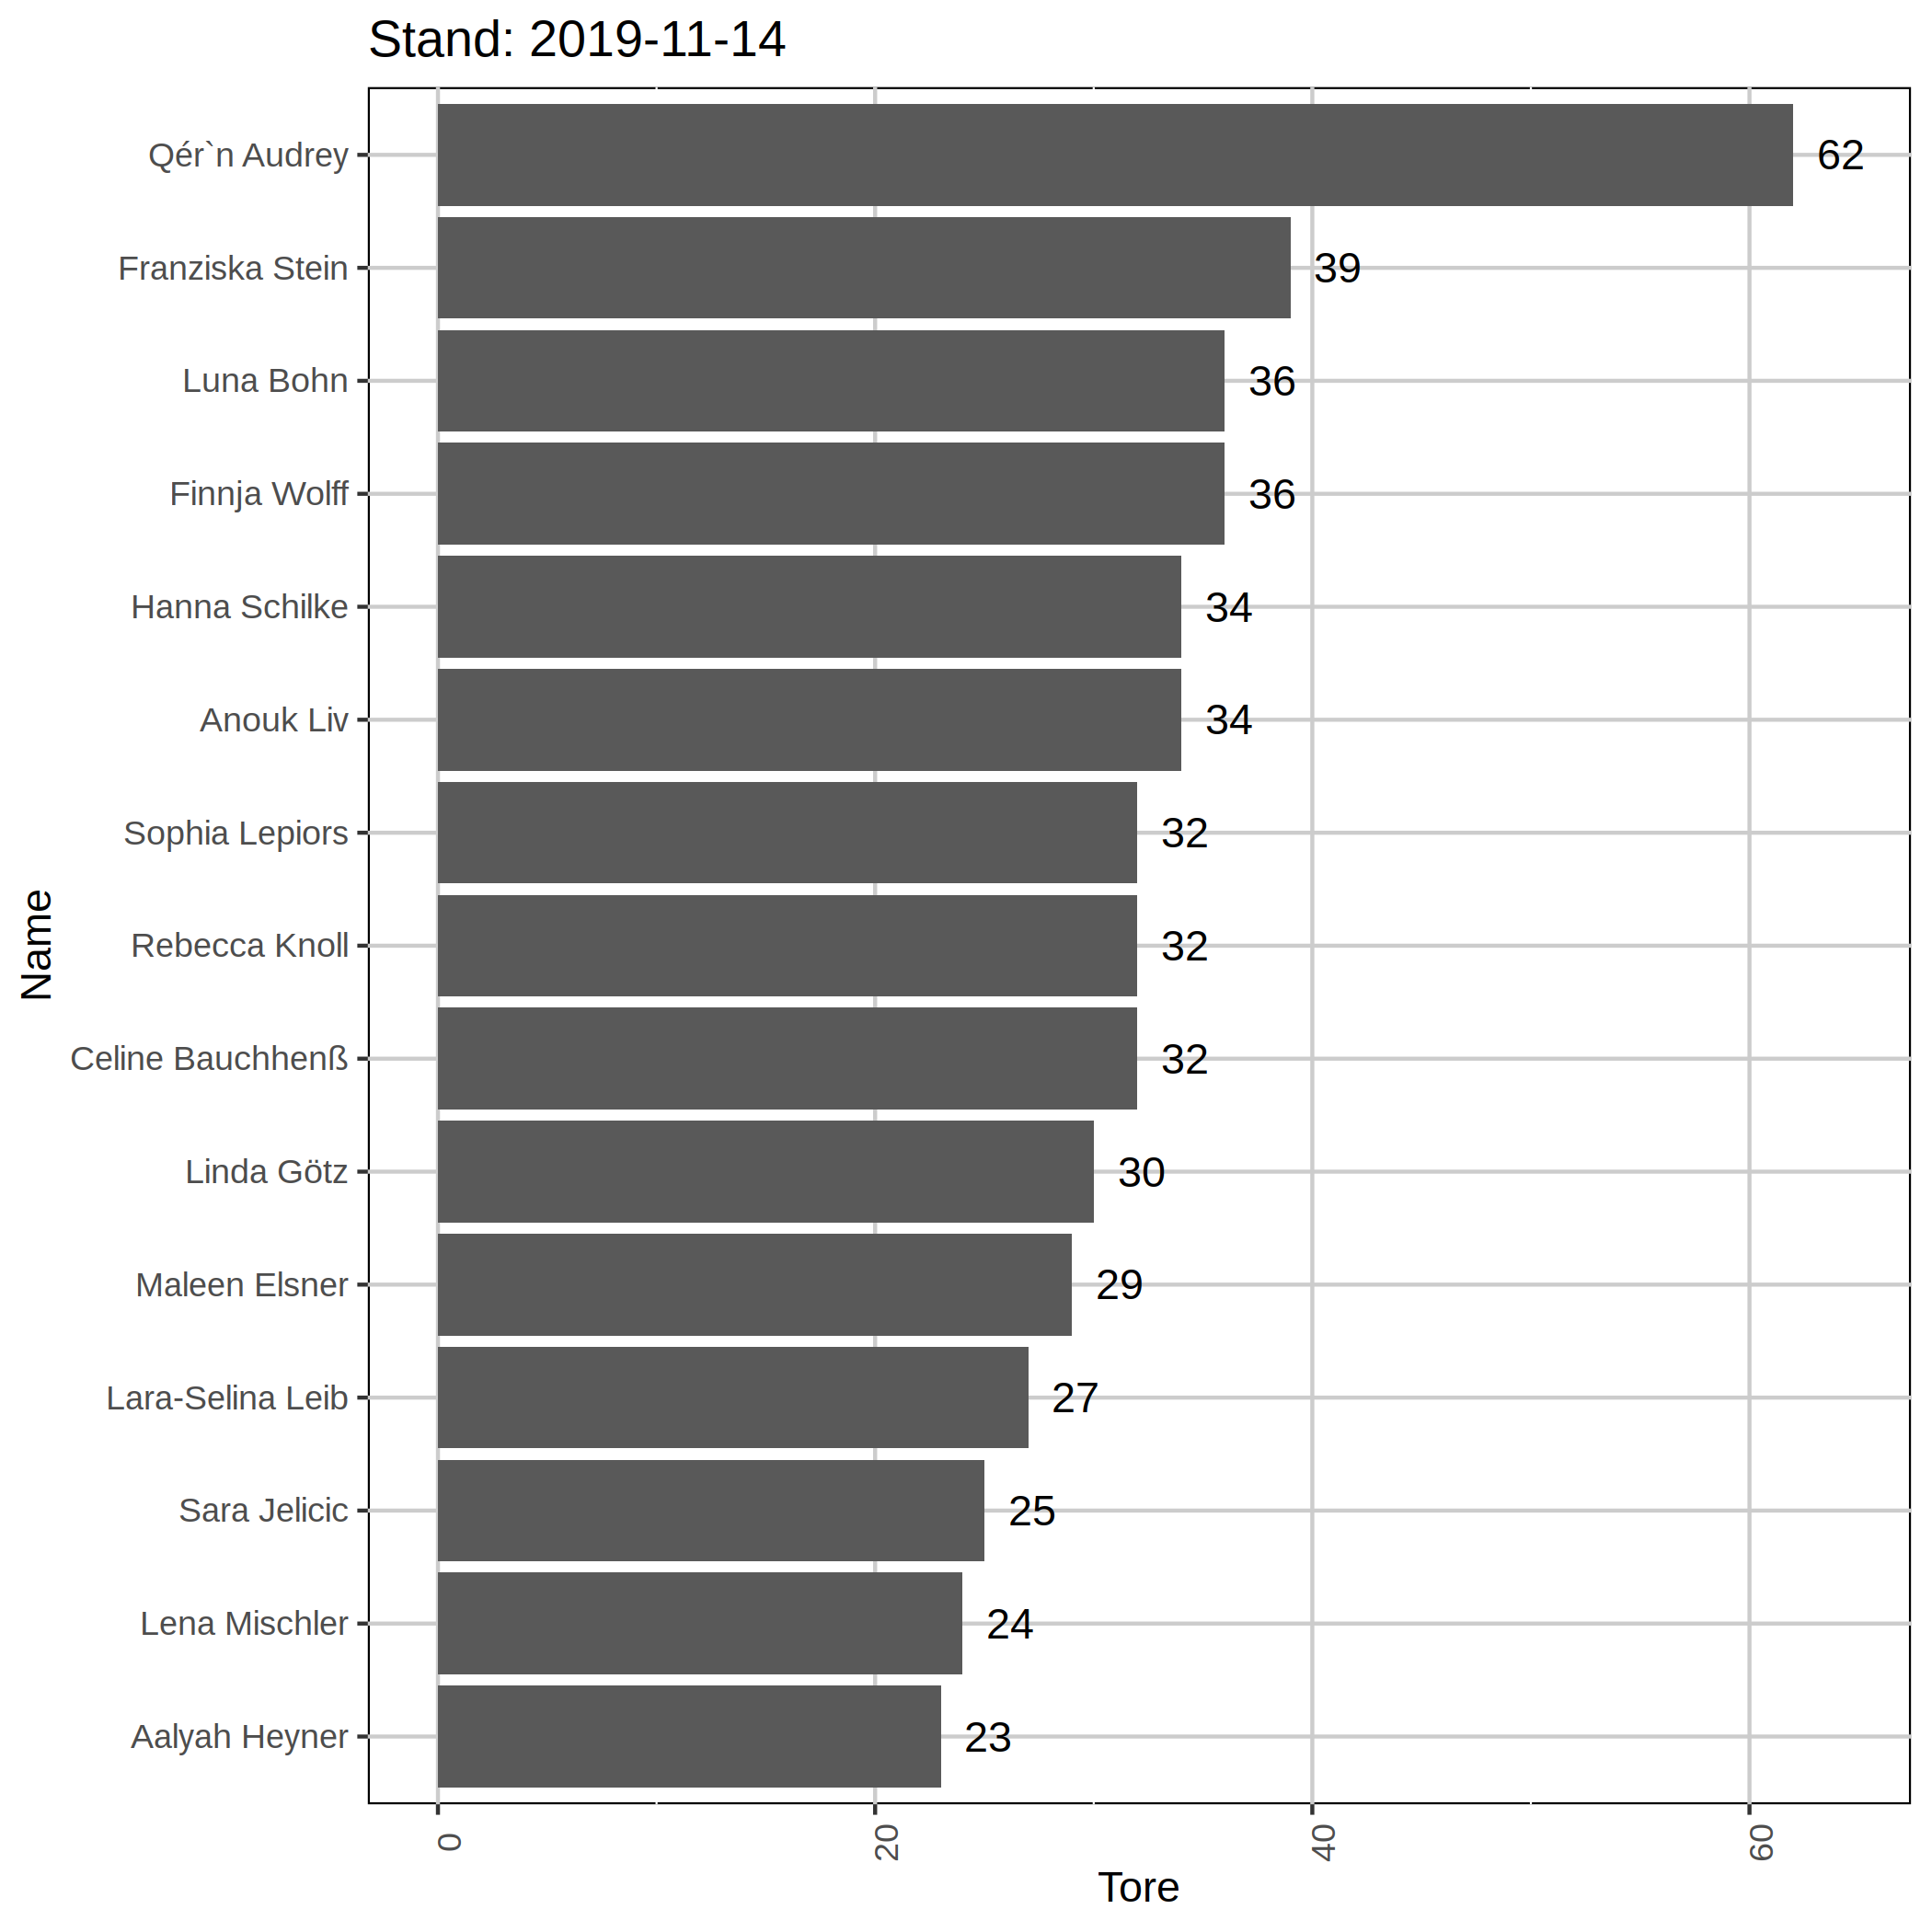 Stand: 2019-11-14
Qér`n Audrey 62
Franziska Stein 39
Luna Bohn 36
Finnja Wolff 36
Hanna Schilke 34
Anouk Liv 34
Sophia Lepiors 32
Rebecca Knoll 32
Celine Bauchhenß 32
Linda Götz 30
Maleen Elsner 29
Lara-Selina Leib 27
Sara Jelicic 25
Lena Mischler 24
Aalyah Heyner 23
Name
0 20 40 60
Tore